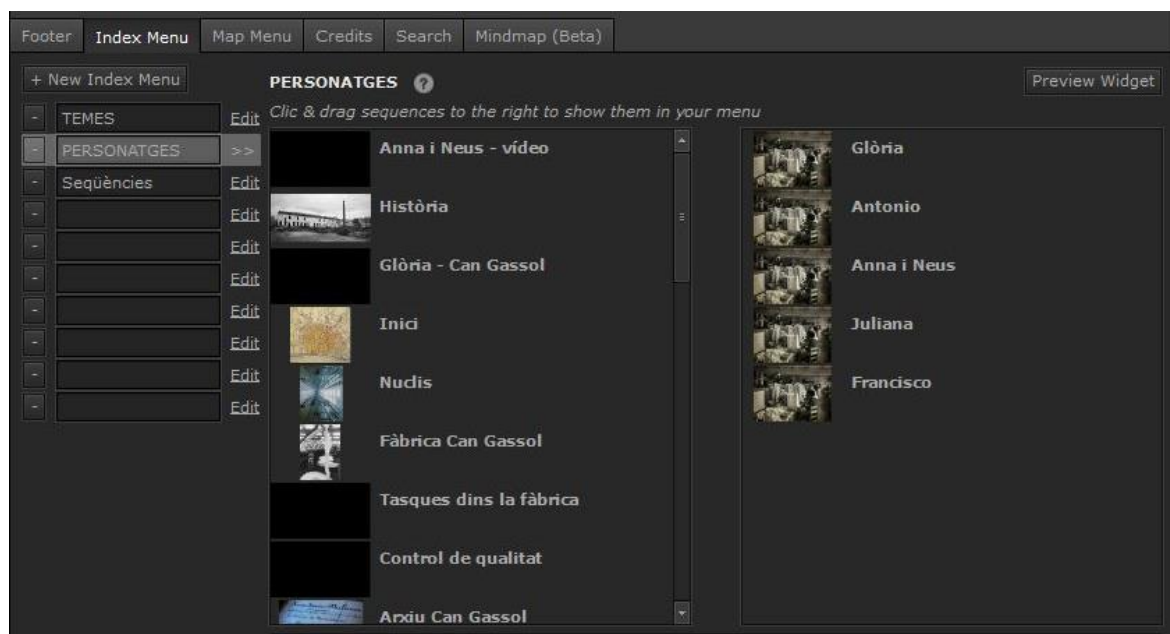 Footer Index Menu Map Menu Credits Search Mindmap (Beta)
+ New Index Menu
PERSONATGES ?
Preview Widget
Clic & drag sequences to the right to show them in your menu
- TEMES Edit
- PERSONATGES >>
- Seqüències Edit
- Edit
- Edit
- Edit
- Edit
- Edit
- Edit
- Edit
Anna i Neus - vídeo
Història
Glòria - Can Gassol
Inici
Nuclis
Fàbrica Can Gassol
Tasques dins la fàbrica
Control de qualitat
Arxiu Can Gassol
Glòria
Antonio
Anna i Neus
Juliana
Francisco